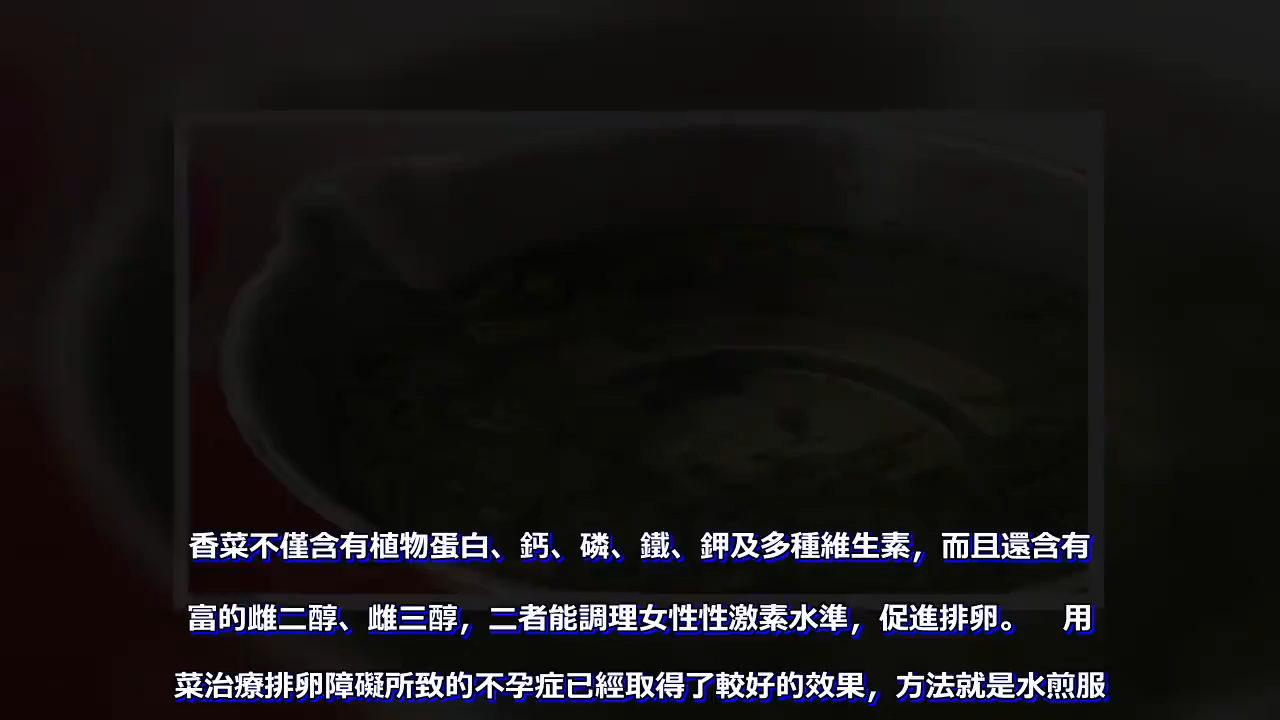 香菜不僅含有植物蛋白、鈣、磷、鐵、鉀及多種維生素，而且還含有
富的雌二醇、雌三醇，二者能調理女性性激素水準，促進排卵。 用
菜治療排卵障礙所致的不孕症已經取得了較好的效果，方法就是水煎服